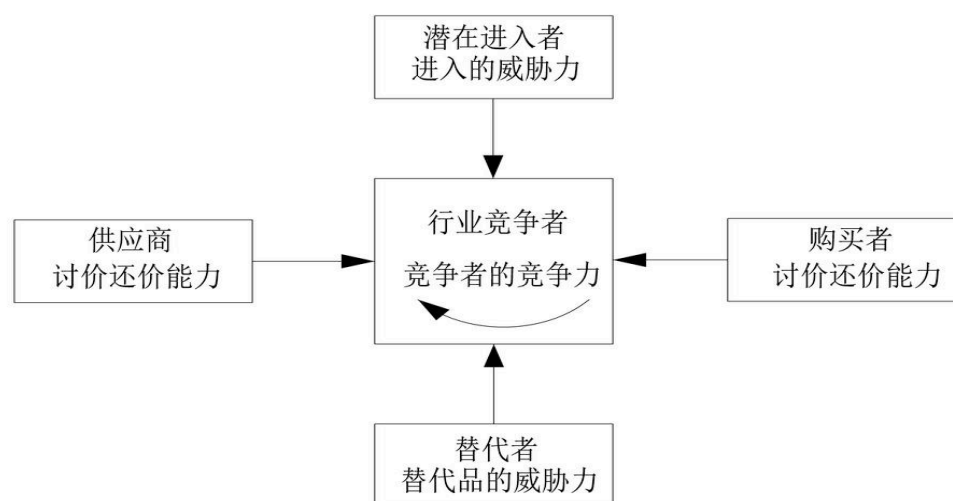 潜在进入者
进入的威胁力
供应商
讨价还价能力
行业竞争者
竞争者的竞争力
购买者
讨价还价能力
替代者
替代品的威胁力